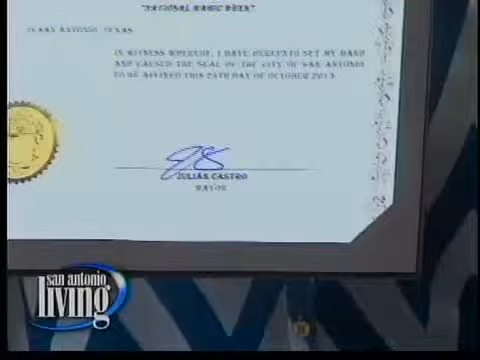 "NATIONAL MAGIC WEEK"
IN SAN ANTONIO, TEXAS
IN WITNESS WHEREOF, I HAVE HEREUNTO SET MY HAND
AND CAUSED THE SEAL OF THE CITY OF SAN ANTONIO
TO BE AFFIXED THIS 25TH DAY OF OCTOBER 2013.
JULIÁN CASTRO
MAYOR
san antonio
living